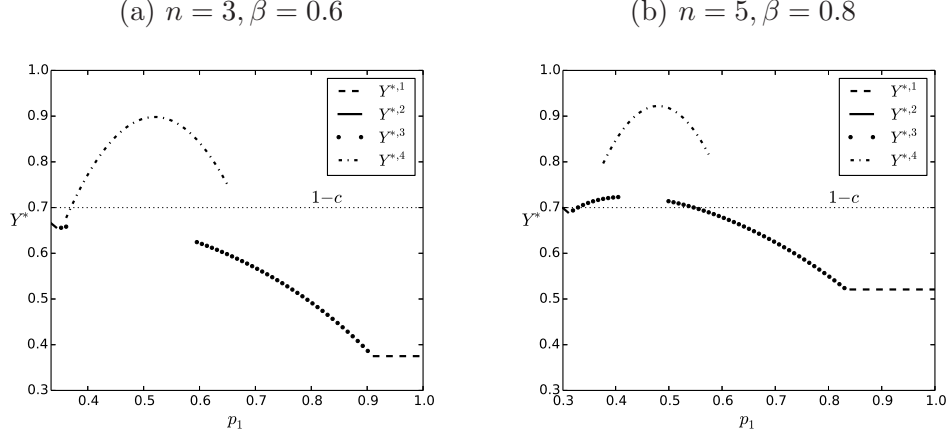 (a) n = 3, β = 0.6
1.0
0.9
0.8
0.7
0.6
0.5
0.4
0.3
Y*
0.4 0.5 0.6 0.7 0.8 0.9 1.0
p₁
Y*,1
Y*,2
Y*,3
Y*,4
1−c
(b) n = 5, β = 0.8
1.0
0.9
0.8
0.7
0.6
0.5
0.4
0.3
Y*
0.3 0.4 0.5 0.6 0.7 0.8 0.9 1.0
p₁
Y*,1
Y*,2
Y*,3
Y*,4
1−c